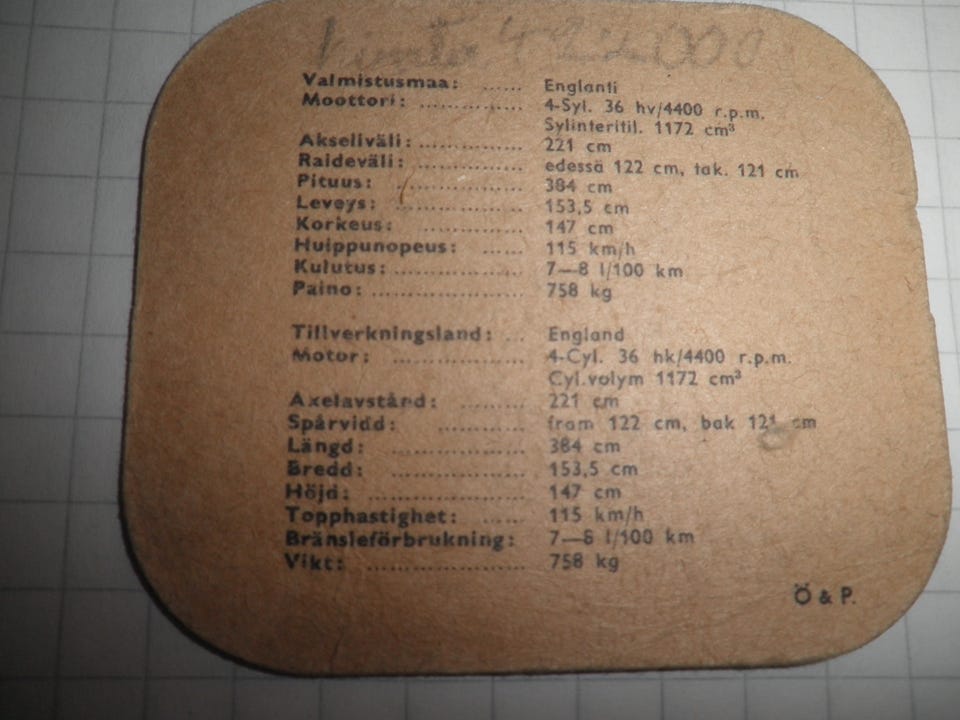 422000
Valmistusmaa: ...... Englanti
Moottori: ................ 4-Syl. 36 hv/4400 r.p.m.
Sylinteritil. 1172 cm³
Akseliväli: ................ 221 cm
Raideväli: ................ edessä 122 cm, tak. 121 cm
Pituus: ................ 384 cm
Leveys: ................ 153,5 cm
Korkeus: ................ 147 cm
Huippunopeus: ...... 115 km/h
Kulutus: ................ 7—8 l/100 km
Paino: ................... 758 kg
Tillverkningsland: ... England
Motor: ................ 4-Cyl. 36 hk/4400 r.p.m.
Cyl.volym 1172 cm³
Axelavstånd: ......... 221 cm
Spårvidd: ............ fram 122 cm, bak 121 cm
Längd: ................ 384 cm
Bredd: ................ 153,5 cm
Höjd: ................... 147 cm
Topphastighet: ...... 115 km/h
Bränsleförbrukning: 7—8 l/100 km
Vikt: ................... 758 kg
Ö & P.